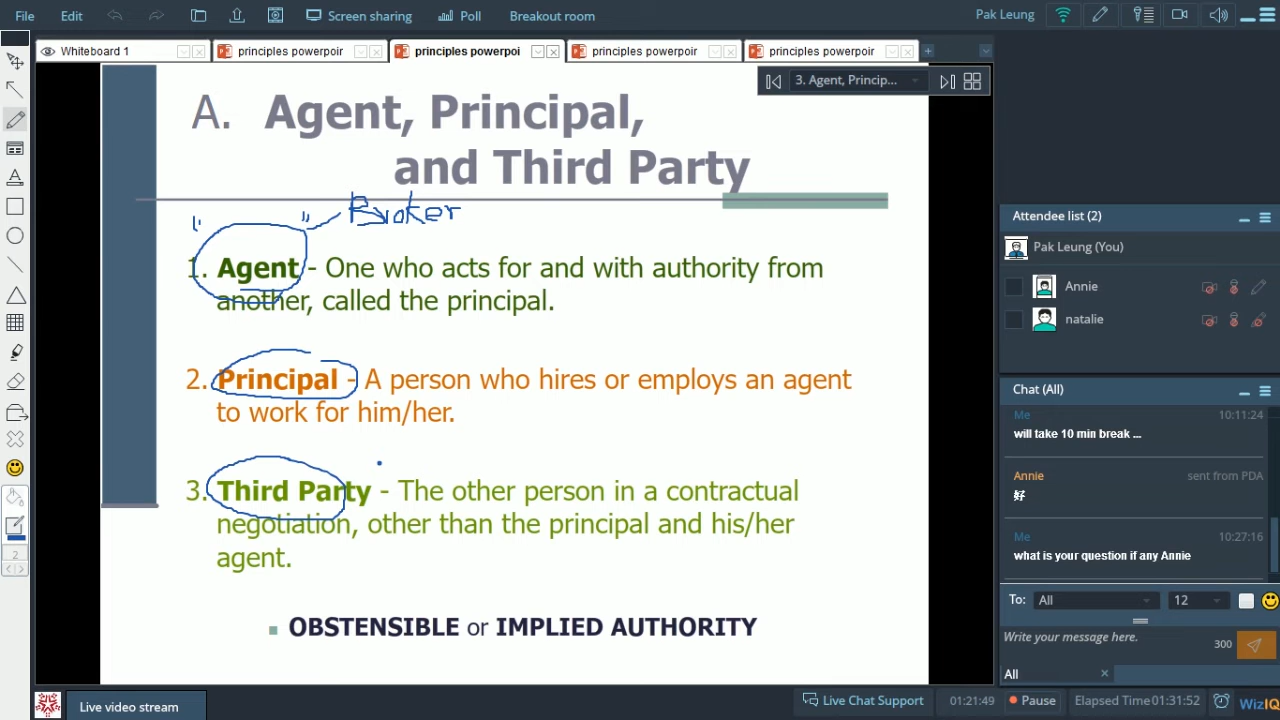 File Edit Screen sharing Poll Breakout room Pak Leung
Whiteboard 1 principles powerpoir principles powerpoi principles powerpoir principles powerpoir
3. Agent, Princip...
A. Agent, Principal,
and Third Party
" " Broker
1. Agent - One who acts for and with authority from
another, called the principal.
2. Principal - A person who hires or employs an agent
to work for him/her.
3. Third Party - The other person in a contractual
negotiation, other than the principal and his/her
agent.
OBSTENSIBLE or IMPLIED AUTHORITY
2
Attendee list (2)
Pak Leung (You)
Annie
natalie
Chat (All)
Me 10:11:24
will take 10 min break ...
Annie sent from PDA
好
Me 10:27:16
what is your question if any Annie
To: All 12
Write your message here. 300
All
Live video stream Live Chat Support 01:21:49 Pause Elapsed Time 01:31:52 WizIQ